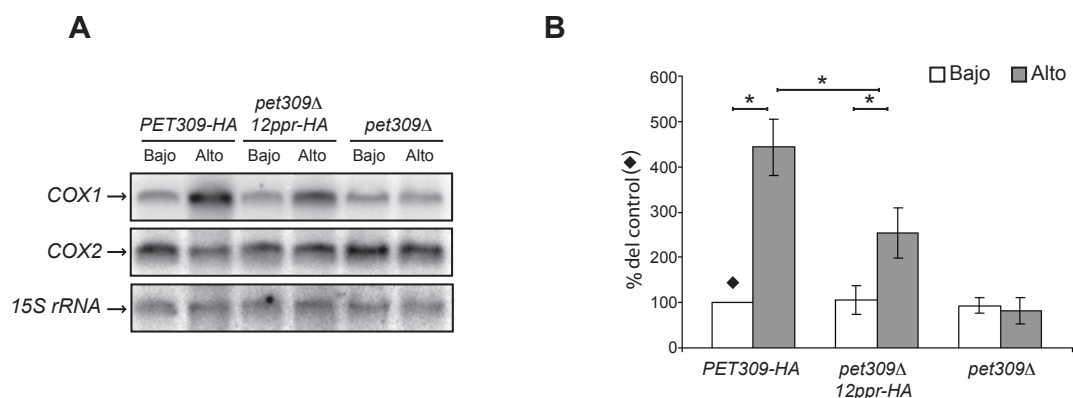 A
PET309-HA
pet309Δ
12ppr-HA
pet309Δ
Bajo Alto Bajo Alto Bajo Alto
COX1 →
COX2 →
15S rRNA →
B
Bajo Alto
% del control (◆)
600
500
400
300
200
100
0
* * *
◆
PET309-HA
pet309Δ
12ppr-HA
pet309Δ